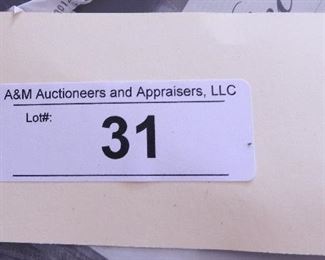 A&M Auctioneers and Appraisers, LLC
Lot#:
31